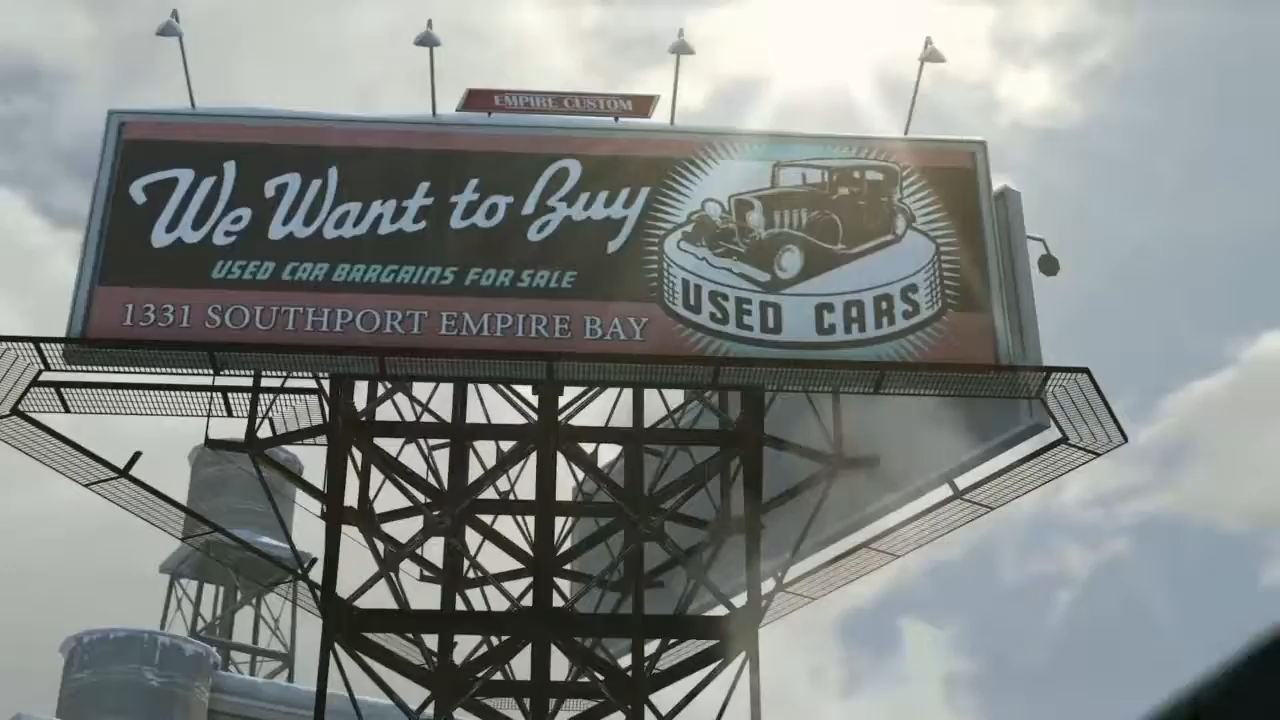 EMPIRE CUSTOM
We Want to Buy
USED CAR BARGAINS FOR SALE
1331 SOUTHPORT EMPIRE BAY
USED CARS